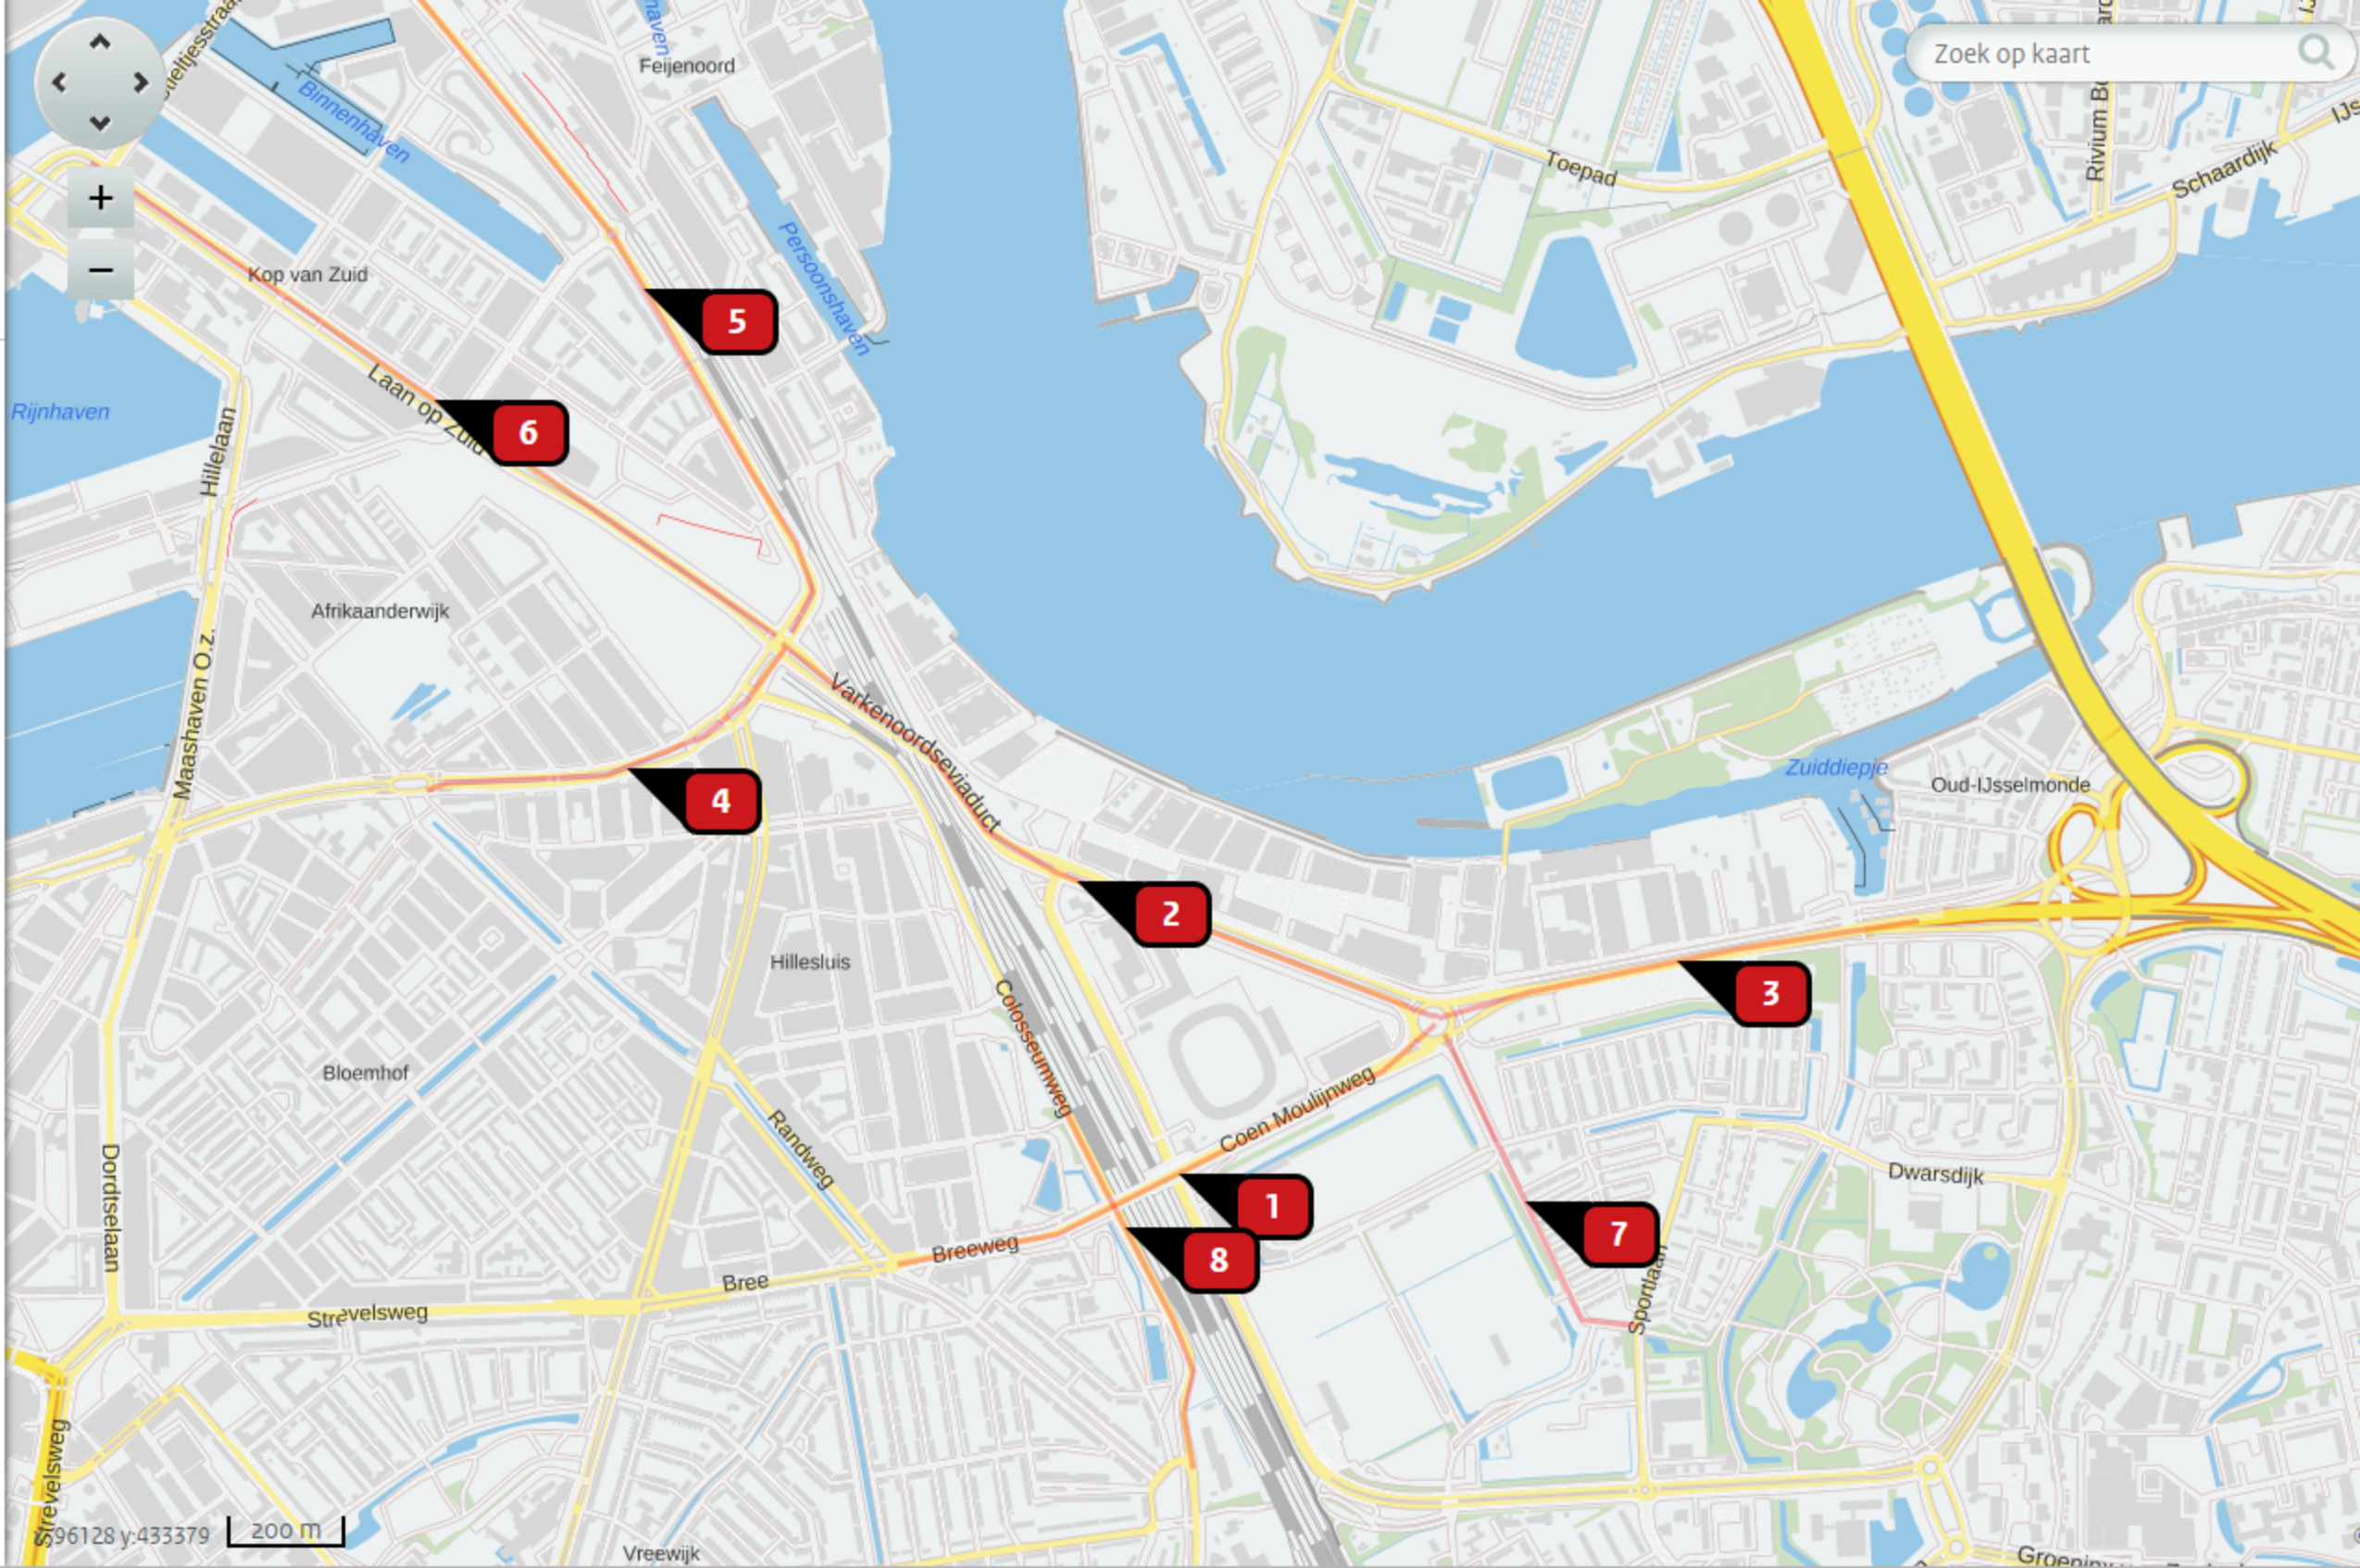 Feijenoord
Zoek op kaart
Binnenhaven
Toepad
Schaardijk
+
Persoonshaven
Kop van Zuid
−
5
Laan op Zuid
Rijnhaven
6
Hillelaan
Afrikaanderwijk
Maashaven O.z.
Varkenoordseviaduct
Zuiddiepje
Oud-IJsselmonde
4
2
Hillesluis
3
Colosseumweg
Bloemhof
Coen Moulijnweg
Randweg
Dwarsdijk
Dordtselaan
1
7
Breeweg
8
Bree
Sportlaan
Strevelsweg
Strevelsweg
96128 y:433379
200 m
Vreewijk